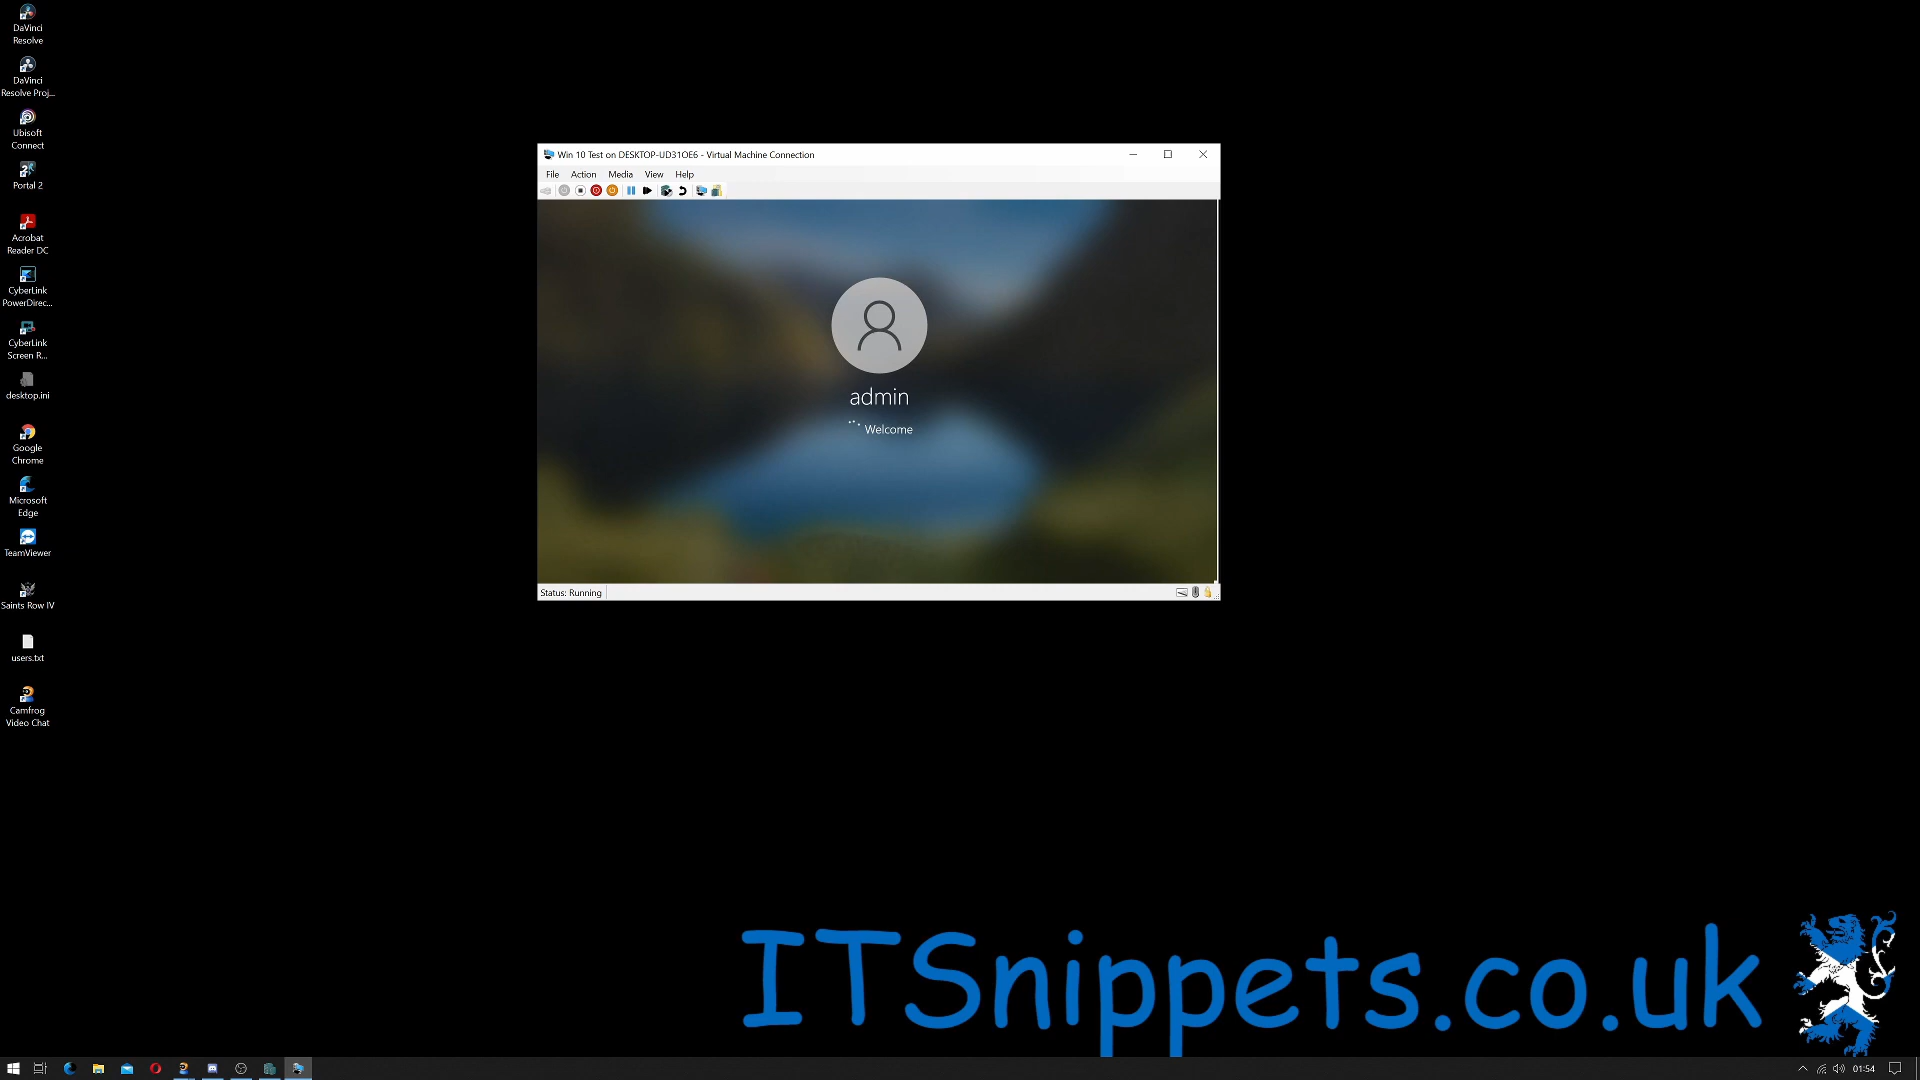 DaVinci
Resolve
DaVinci
Resolve Proj...
Ubisoft
Connect
Portal 2
Acrobat
Reader DC
CyberLink
PowerDirec...
CyberLink
Screen R...
desktop.ini
Google
Chrome
Microsoft
Edge
TeamViewer
Saints Row IV
users.txt
Camfrog
Video Chat
Win 10 Test on DESKTOP-UD31OE6 - Virtual Machine Connection
File Action Media View Help
admin
Welcome
Status: Running
ITSnippets.co.uk
01:54